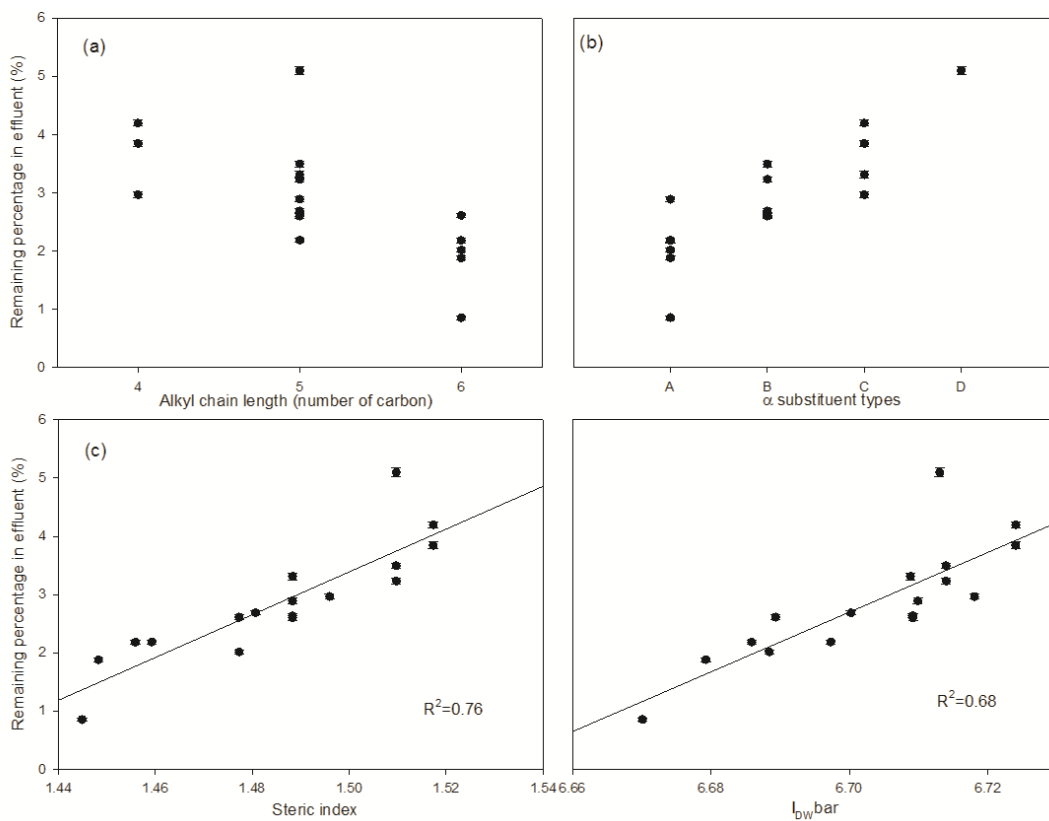 6
5
4
3
2
1
0
Remaining percentage in effluent (%)
(a)
4 5 6
Alkyl chain length (number of carbon)
(b)
A B C D
α substituent types
6
5
4
3
2
1
0
Remaining percentage in effluent (%)
(c)
R²=0.76
1.44 1.46 1.48 1.50 1.52 1.54
Steric index
R²=0.68
6.66 6.68 6.70 6.72
I_DW bar